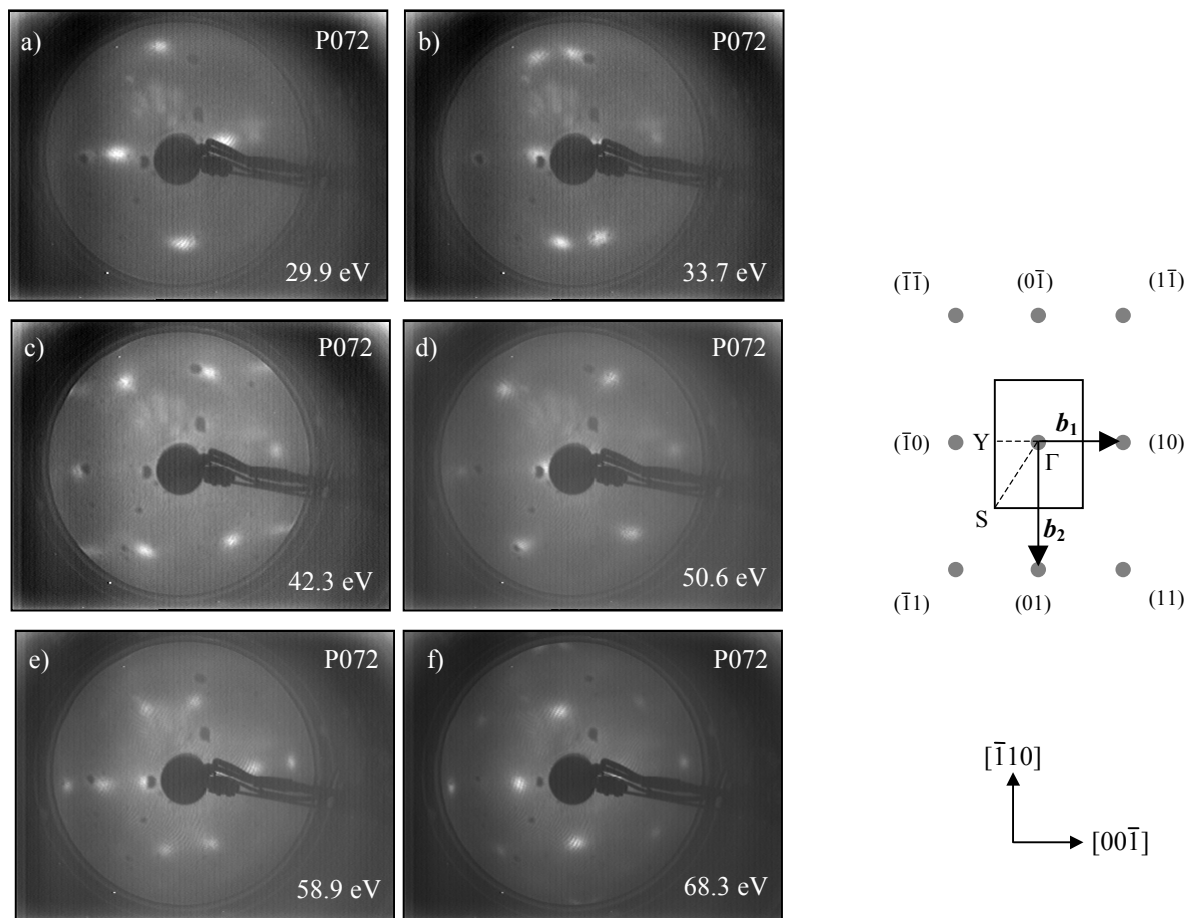 a) P072
29.9 eV
b) P072
33.7 eV
c) P072
42.3 eV
d) P072
50.6 eV
e) P072
58.9 eV
f) P072
68.3 eV
(1̅1̅) (01̅) (11̅)
(1̅0) Y Γ b₁ (10)
S b₂
(1̅1) (01) (11)
[1̅10]
[001̅]